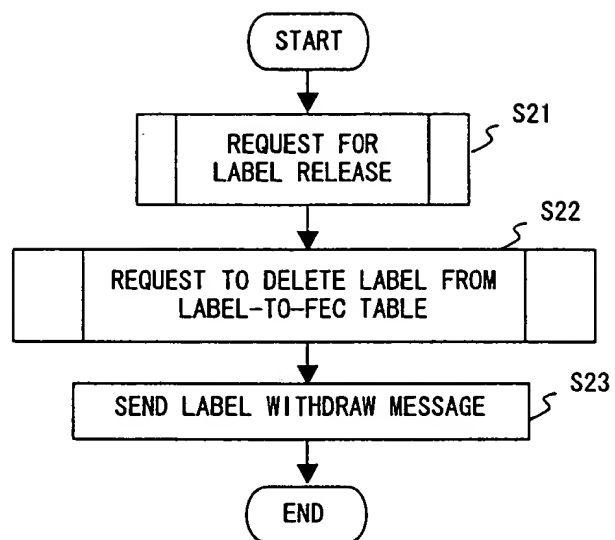 START
S21
REQUEST FOR
LABEL RELEASE
S22
REQUEST TO DELETE LABEL FROM
LABEL-TO-FEC TABLE
S23
SEND LABEL WITHDRAW MESSAGE
END